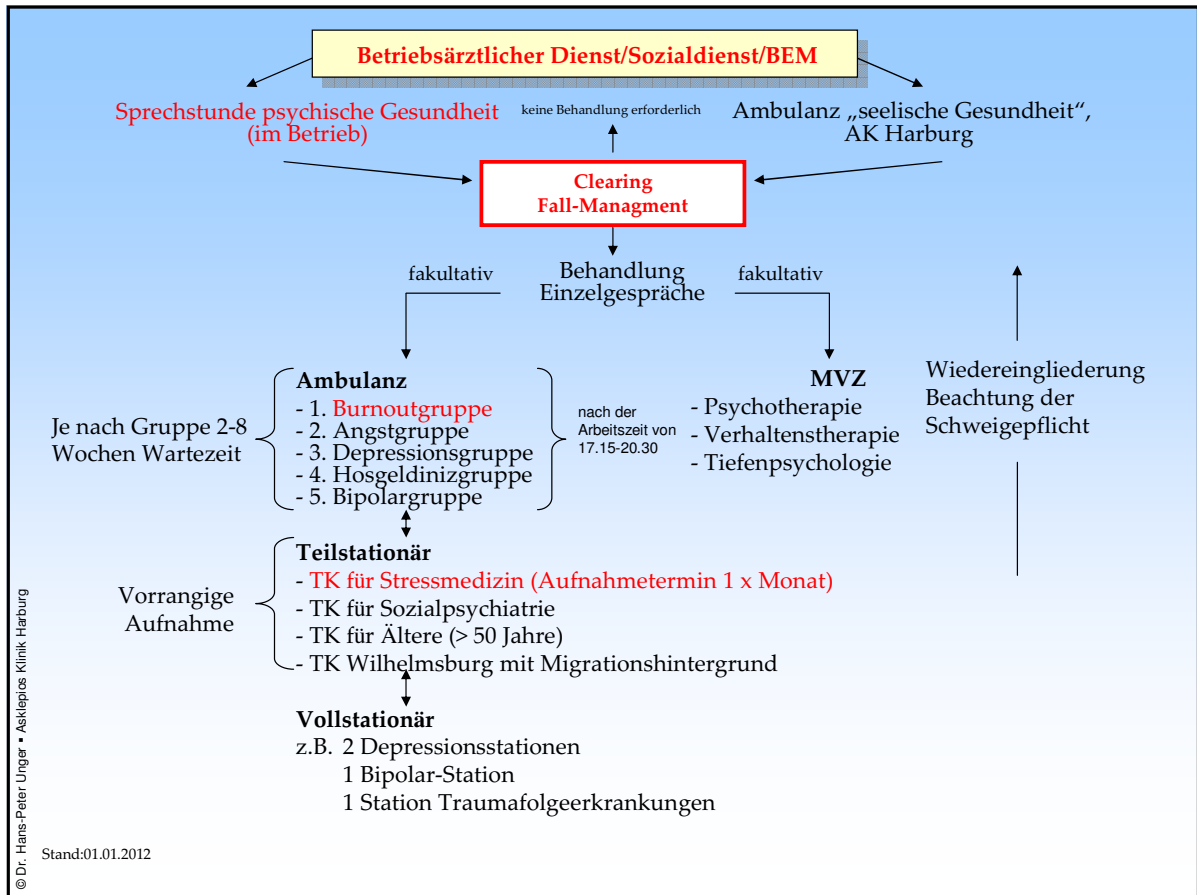 Betriebsärztlicher Dienst/Sozialdienst/BEM
Sprechstunde psychische Gesundheit
(im Betrieb)
keine Behandlung erforderlich
Ambulanz „seelische Gesundheit“,
AK Harburg
Clearing
Fall-Managment
fakultativ
Behandlung
Einzelgespräche
fakultativ
Je nach Gruppe 2-8
Wochen Wartezeit
Ambulanz
- 1. Burnoutgruppe
- 2. Angstgruppe
- 3. Depressionsgruppe
- 4. Hosgeldinizgruppe
- 5. Bipolargruppe
nach der
Arbeitszeit von
17.15-20.30
MVZ
- Psychotherapie
- Verhaltenstherapie
- Tiefenpsychologie
Wiedereingliederung
Beachtung der
Schweigepflicht
Vorrangige
Aufnahme
Teilstationär
- TK für Stressmedizin (Aufnahmetermin 1 x Monat)
- TK für Sozialpsychiatrie
- TK für Ältere (> 50 Jahre)
- TK Wilhelmsburg mit Migrationshintergrund
Vollstationär
z.B. 2 Depressionsstationen
1 Bipolar-Station
1 Station Traumafolgeerkrankungen
© Dr. Hans-Peter Unger ▪ Asklepios Klinik Harburg
Stand:01.01.2012